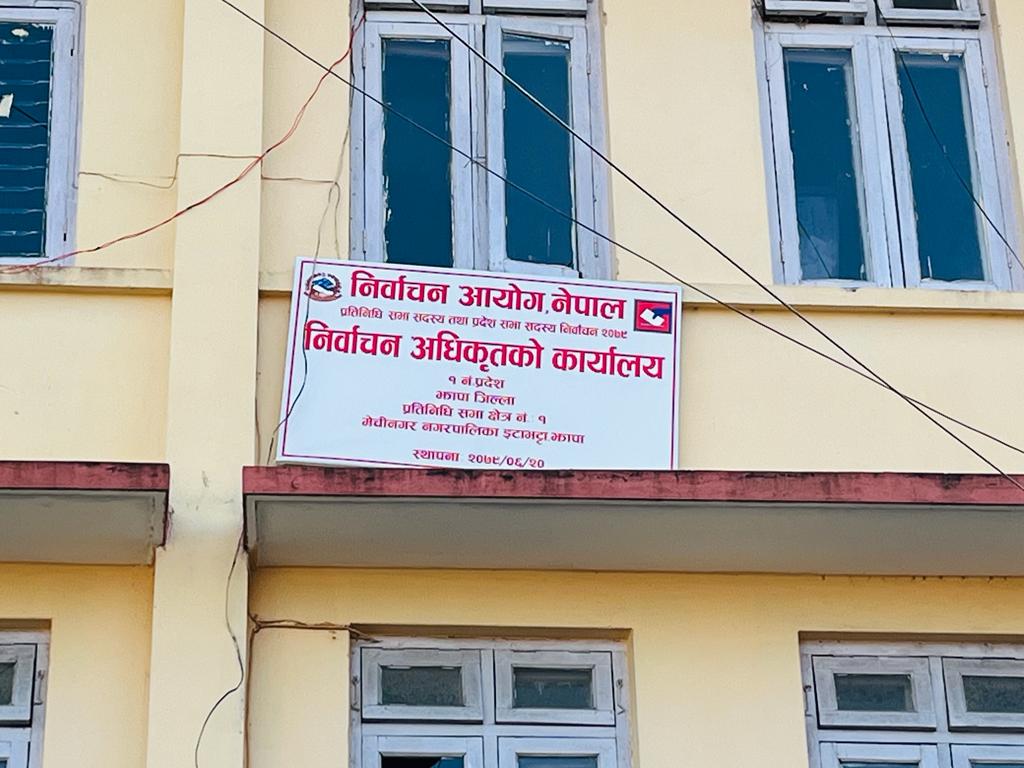 निर्वाचन आयोग, नेपाल
प्रतिनिधि सभा सदस्य तथा प्रदेश सभा सदस्य निर्वाचन २०७९
निर्वाचन अधिकृतको कार्यालय
१ नं.प्रदेश
झापा जिल्ला
प्रतिनिधि सभा क्षेत्र नं. १
मेचीनगर नगरपालिका इटाभट्टा,झापा
स्थापना २०७९/०६/२०